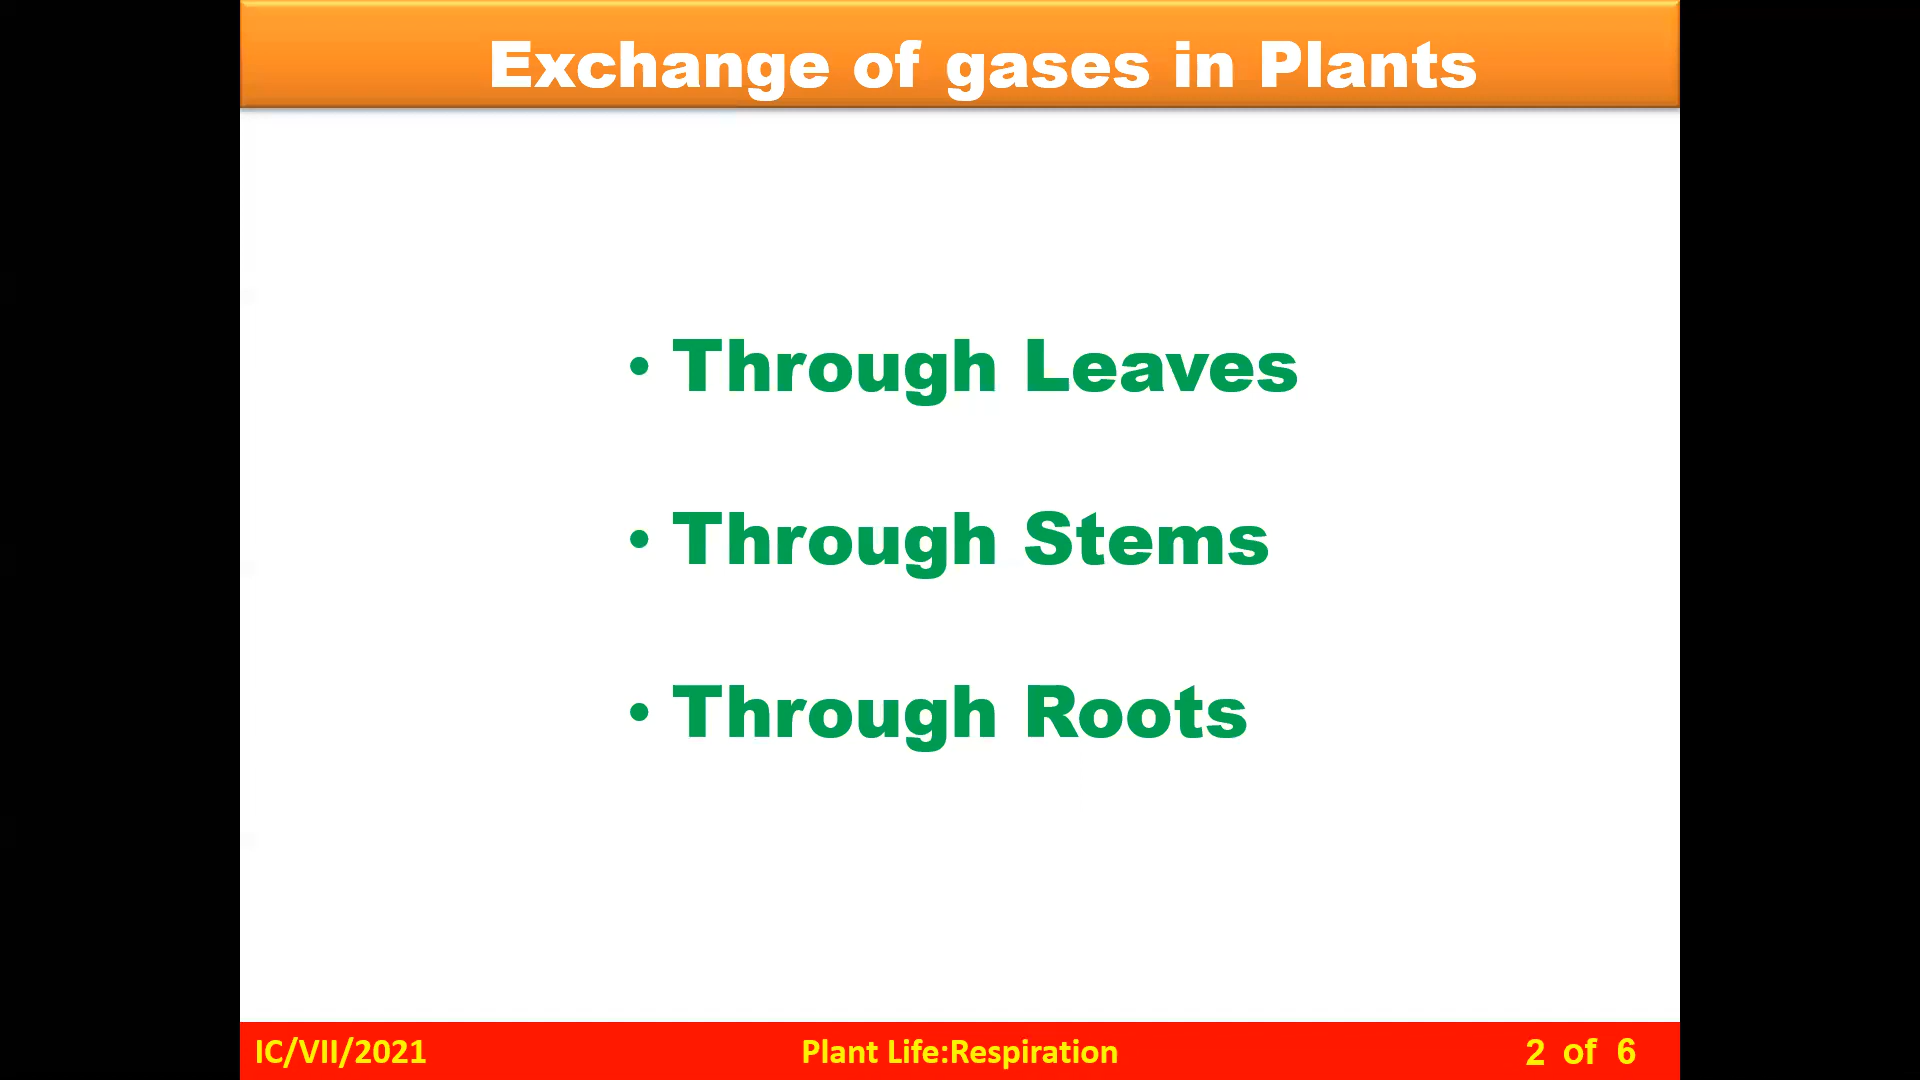 Exchange of gases in Plants
• Through Leaves
• Through Stems
• Through Roots
IC/VII/2021 Plant Life:Respiration 2 of 6